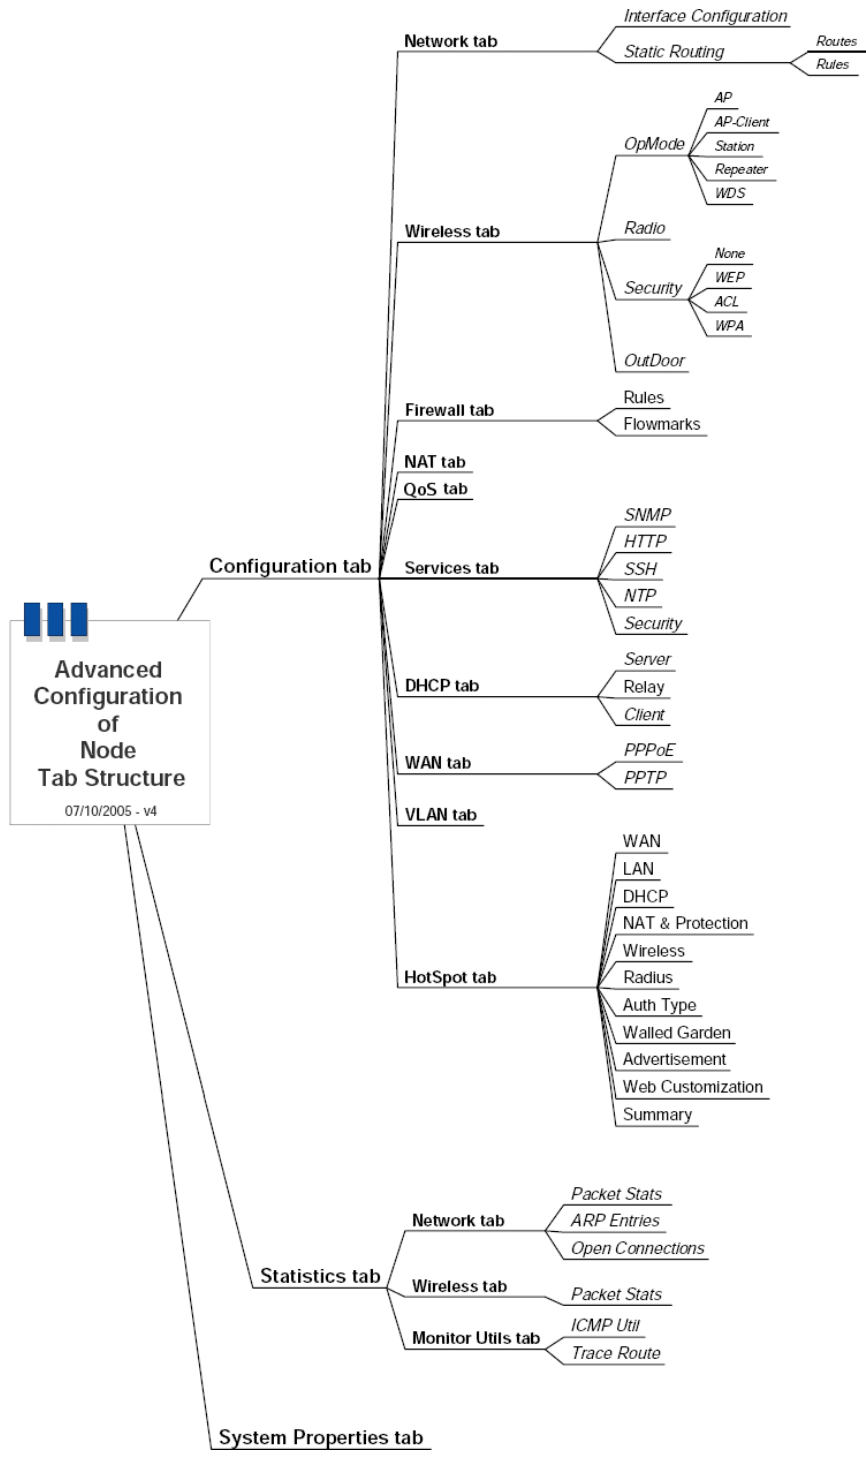 Advanced
Configuration
of
Node
Tab Structure
07/10/2005 - v4
Configuration tab
Network tab
Interface Configuration
Static Routing
Routes
Rules
Wireless tab
OpMode
AP
AP-Client
Station
Repeater
WDS
Radio
Security
None
WEP
ACL
WPA
OutDoor
Firewall tab
Rules
Flowmarks
NAT tab
QoS tab
Services tab
SNMP
HTTP
SSH
NTP
Security
DHCP tab
Server
Relay
Client
WAN tab
PPPoE
PPTP
VLAN tab
HotSpot tab
WAN
LAN
DHCP
NAT & Protection
Wireless
Radius
Auth Type
Walled Garden
Advertisement
Web Customization
Summary
Statistics tab
Network tab
Packet Stats
ARP Entries
Open Connections
Wireless tab
Packet Stats
Monitor Utils tab
ICMP Util
Trace Route
System Properties tab